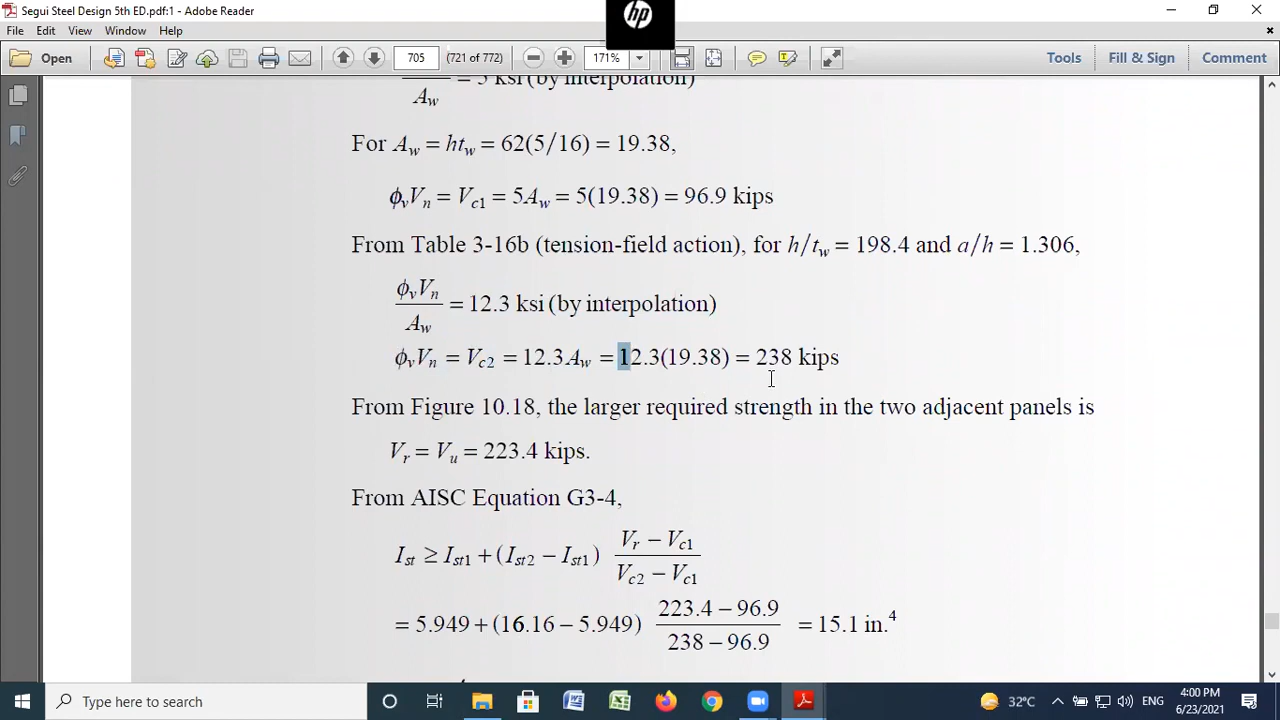 Segui Steel Design 5th ED.pdf:1 - Adobe Reader
hp
File Edit View Window Help
Open 705 (721 of 772) 171% Tools Fill & Sign Comment
A_w = 5 ksi (by interpolation)
For A_w = ht_w = 62(5/16) = 19.38,
ϕ_vV_n = V_c1 = 5A_w = 5(19.38) = 96.9 kips
From Table 3-16b (tension-field action), for h/t_w = 198.4 and a/h = 1.306,
ϕ_vV_n / A_w = 12.3 ksi (by interpolation)
ϕ_vV_n = V_c2 = 12.3A_w = 12.3(19.38) = 238 kips
From Figure 10.18, the larger required strength in the two adjacent panels is
V_r = V_u = 223.4 kips.
From AISC Equation G3-4,
I_st ≥ I_st1 + (I_st2 − I_st1) (V_r − V_c1)/(V_c2 − V_c1)
= 5.949 + (16.16 − 5.949) (223.4 − 96.9)/(238 − 96.9) = 15.1 in.⁴
Type here to search 32°C ENG 4:00 PM
6/23/2021